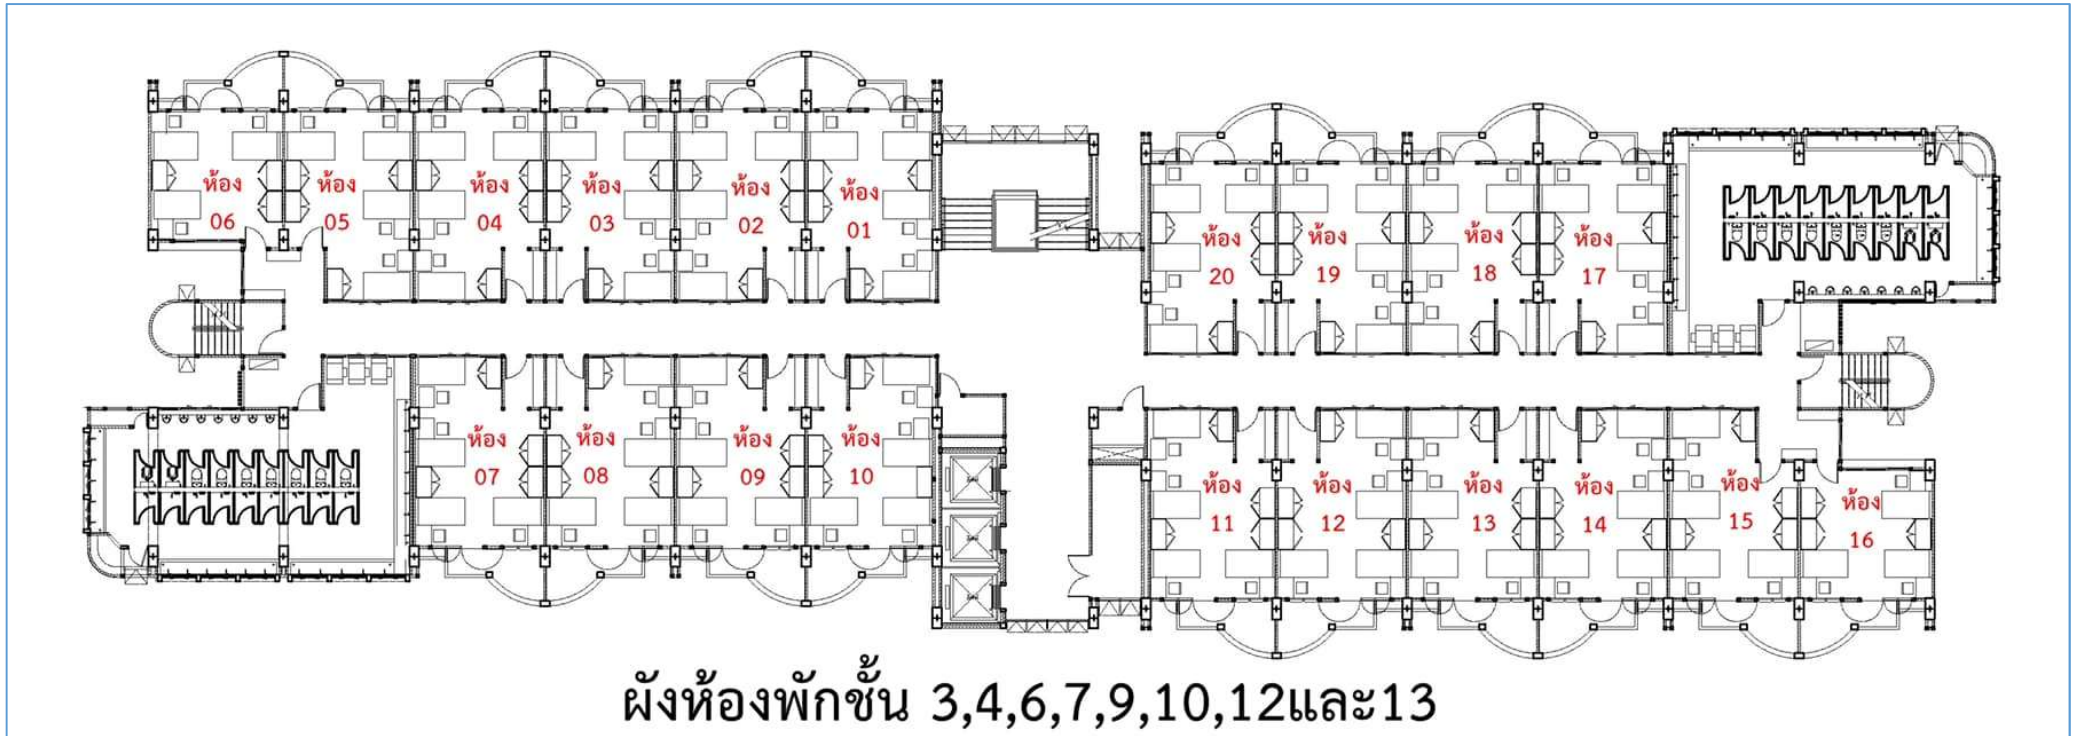 ห้อง
06
ห้อง
05
ห้อง
04
ห้อง
03
ห้อง
02
ห้อง
01
ห้อง
20
ห้อง
19
ห้อง
18
ห้อง
17
ห้อง
07
ห้อง
08
ห้อง
09
ห้อง
10
ห้อง
11
ห้อง
12
ห้อง
13
ห้อง
14
ห้อง
15
ห้อง
16
ผังห้องพักชั้น 3,4,6,7,9,10,12และ13